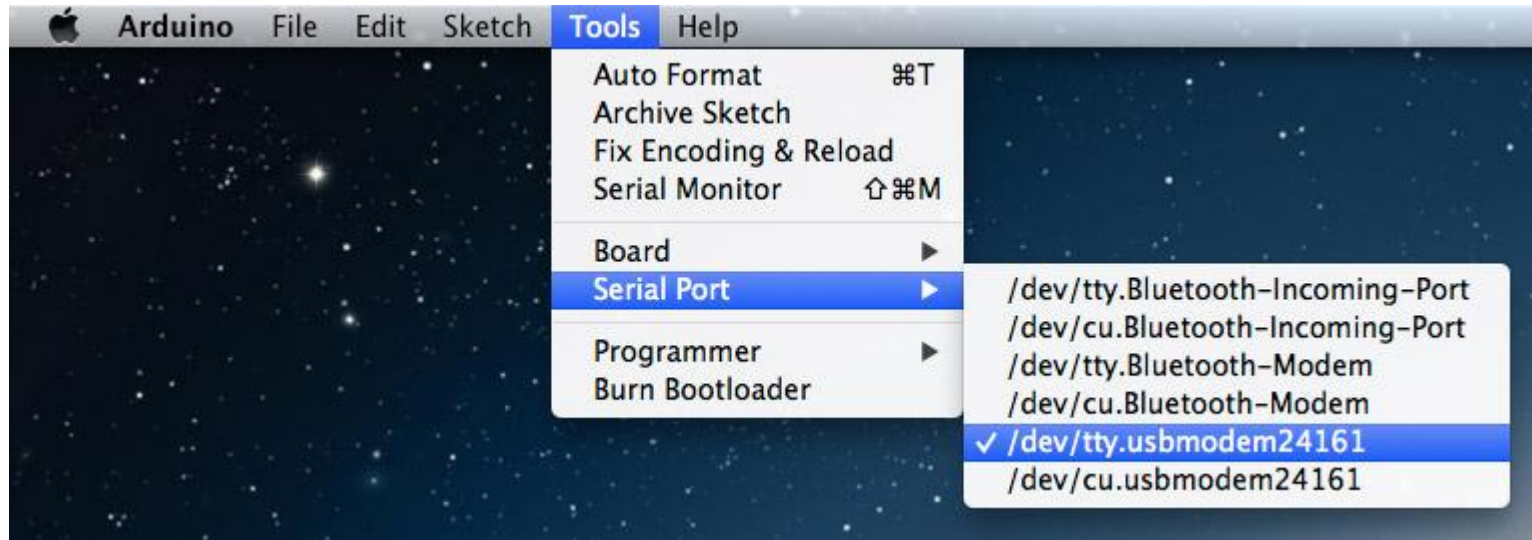 Arduino File Edit Sketch Tools Help
Auto Format ⌘T
Archive Sketch
Fix Encoding & Reload
Serial Monitor ⇧⌘M
Board ▶
Serial Port ▶
Programmer ▶
Burn Bootloader
/dev/tty.Bluetooth-Incoming-Port
/dev/cu.Bluetooth-Incoming-Port
/dev/tty.Bluetooth-Modem
/dev/cu.Bluetooth-Modem
✓ /dev/tty.usbmodem24161
/dev/cu.usbmodem24161